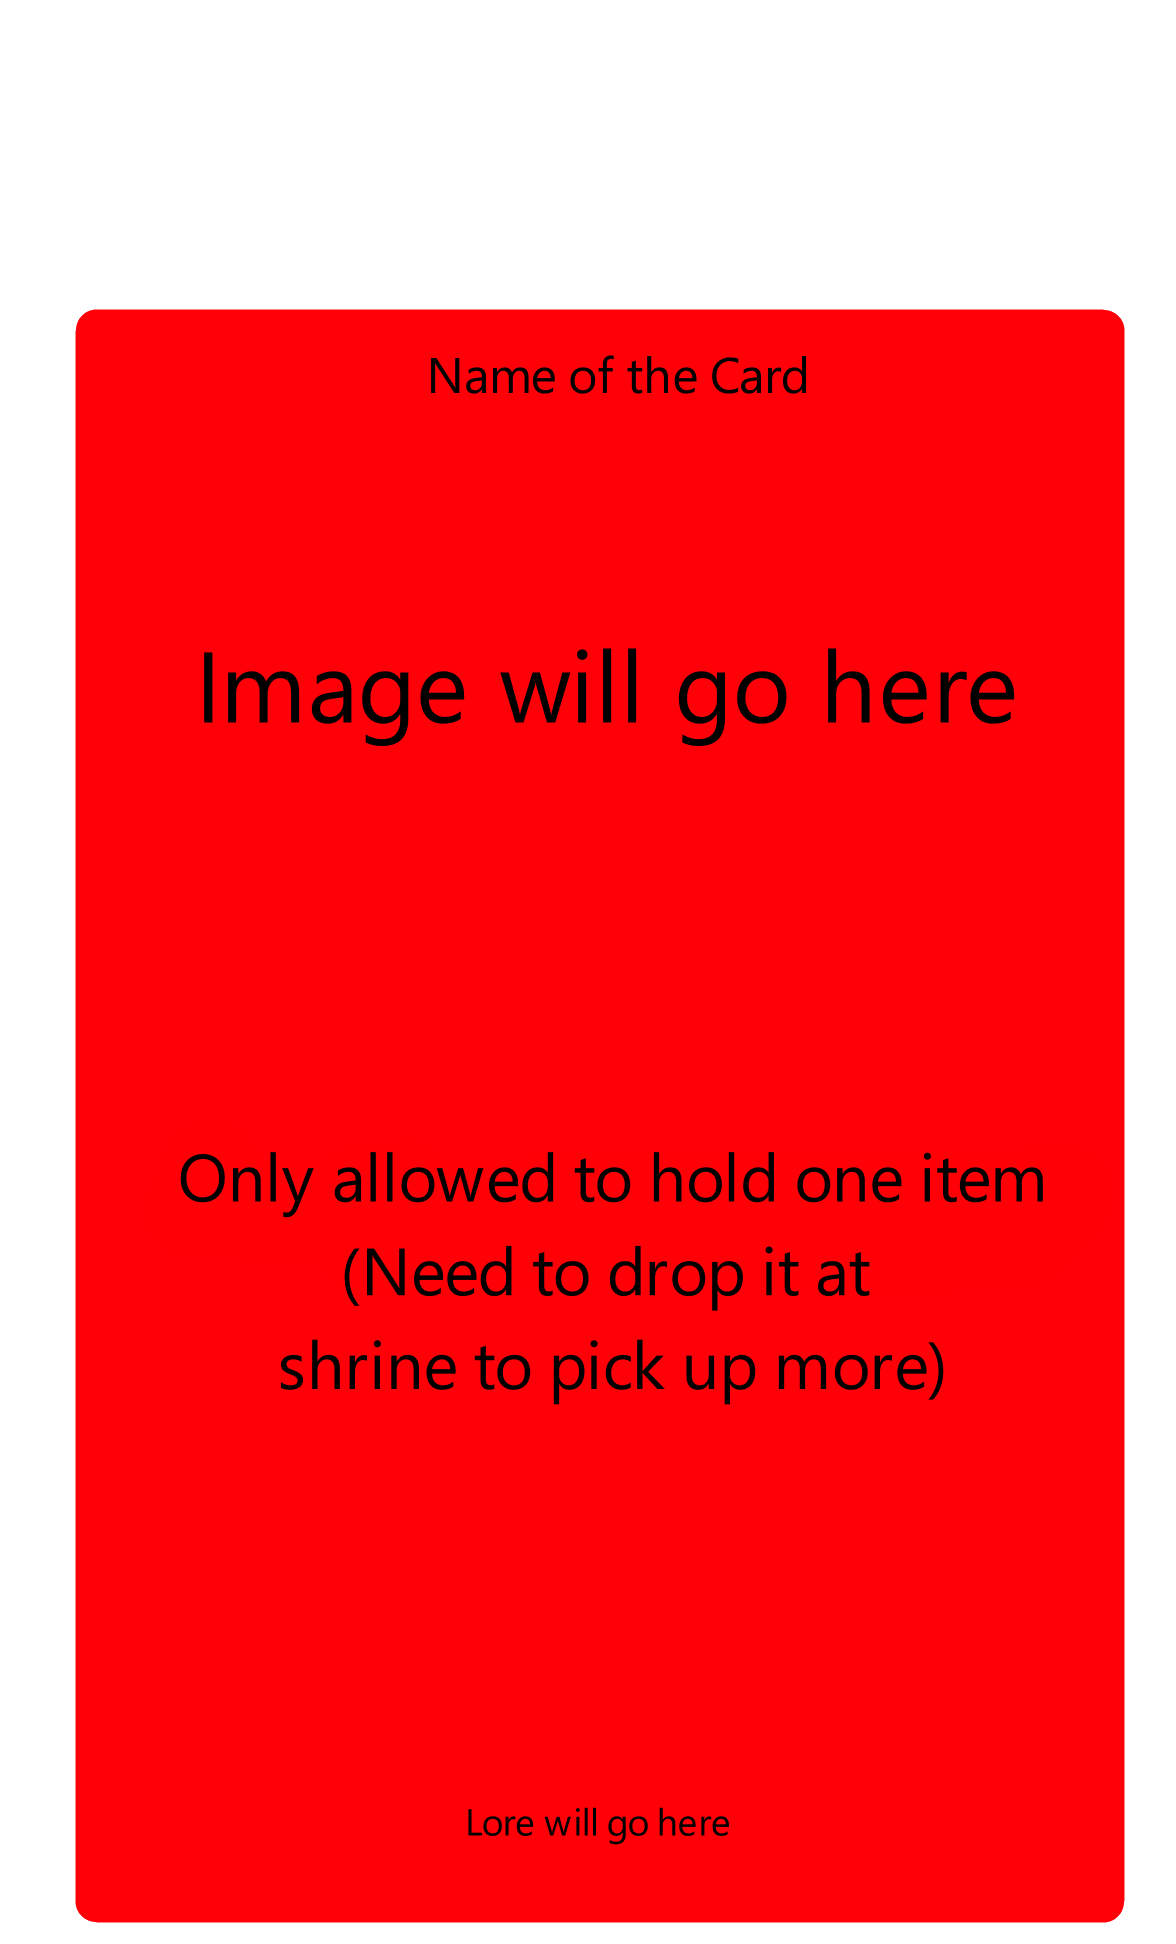 Name of the Card
Image will go here
Only allowed to hold one item
(Need to drop it at
shrine to pick up more)
Lore will go here